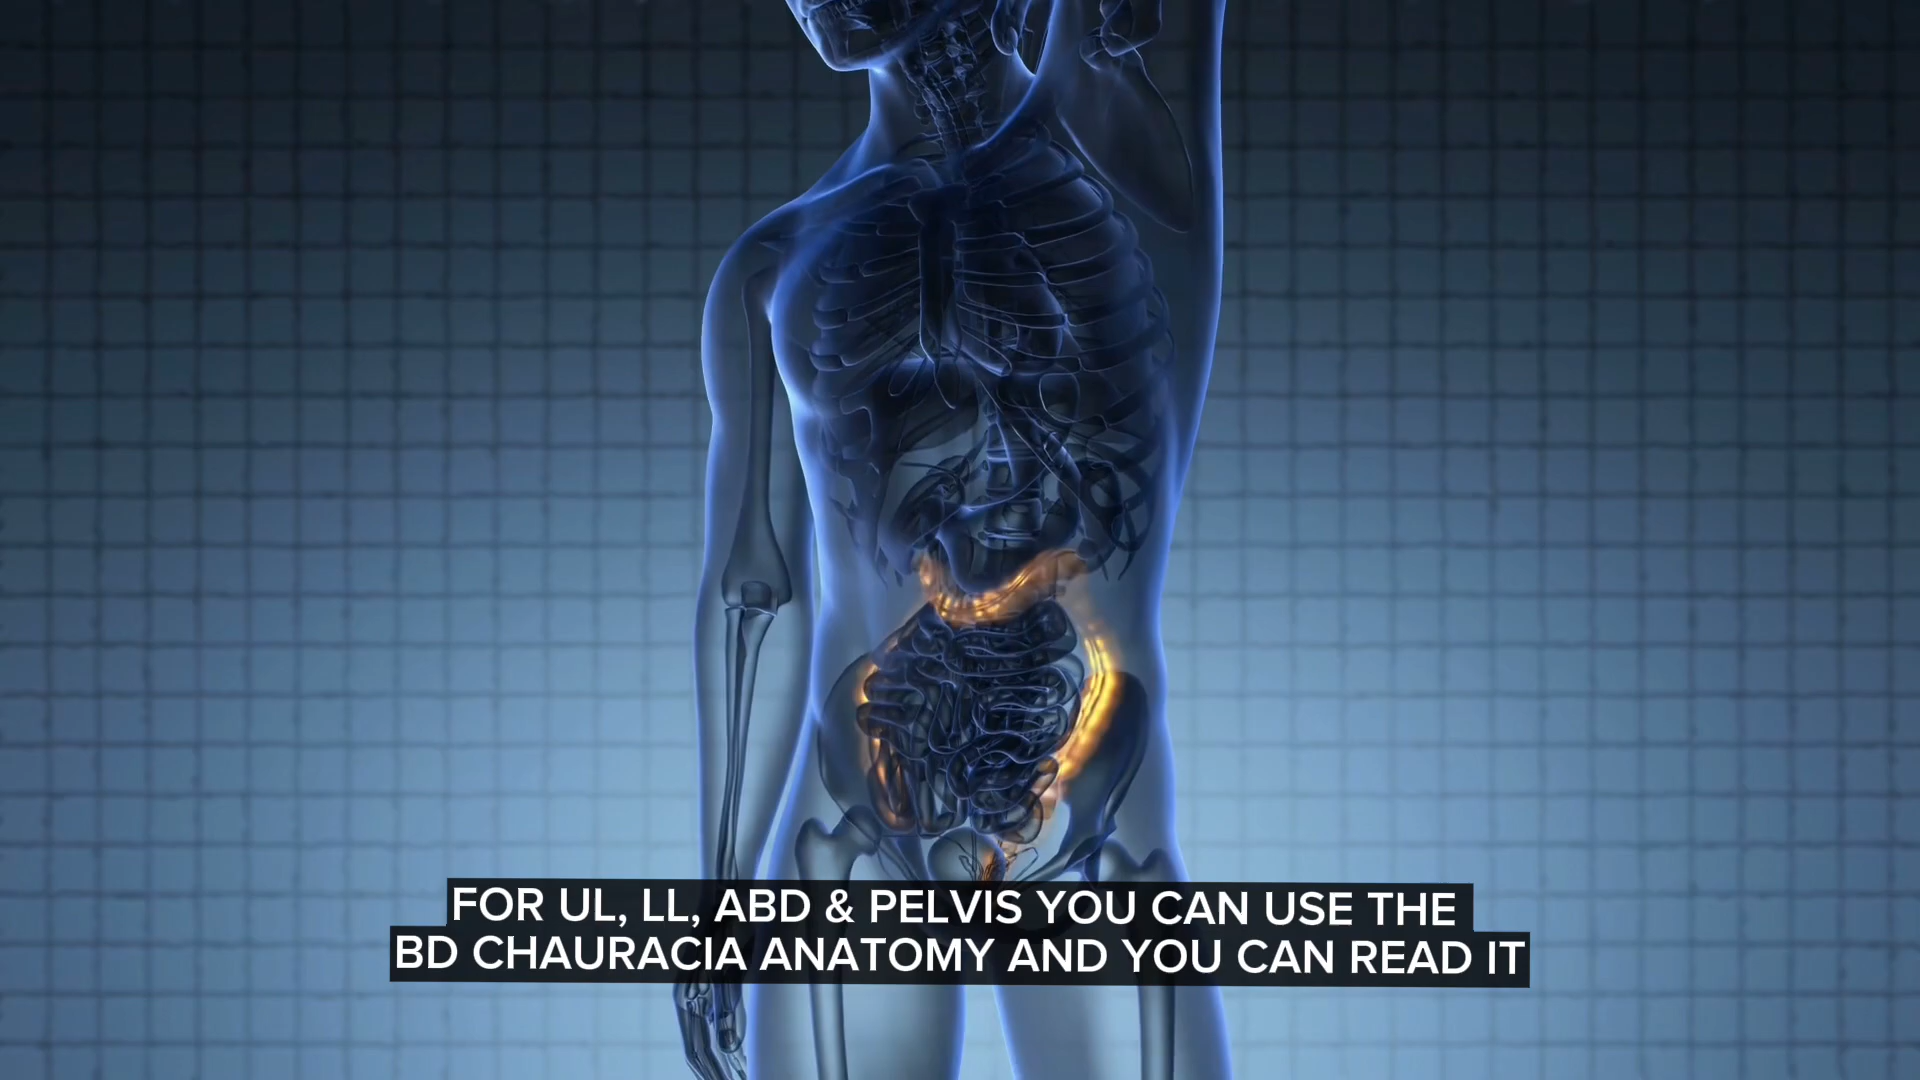 FOR UL, LL, ABD & PELVIS YOU CAN USE THE
BD CHAURACIA ANATOMY AND YOU CAN READ IT